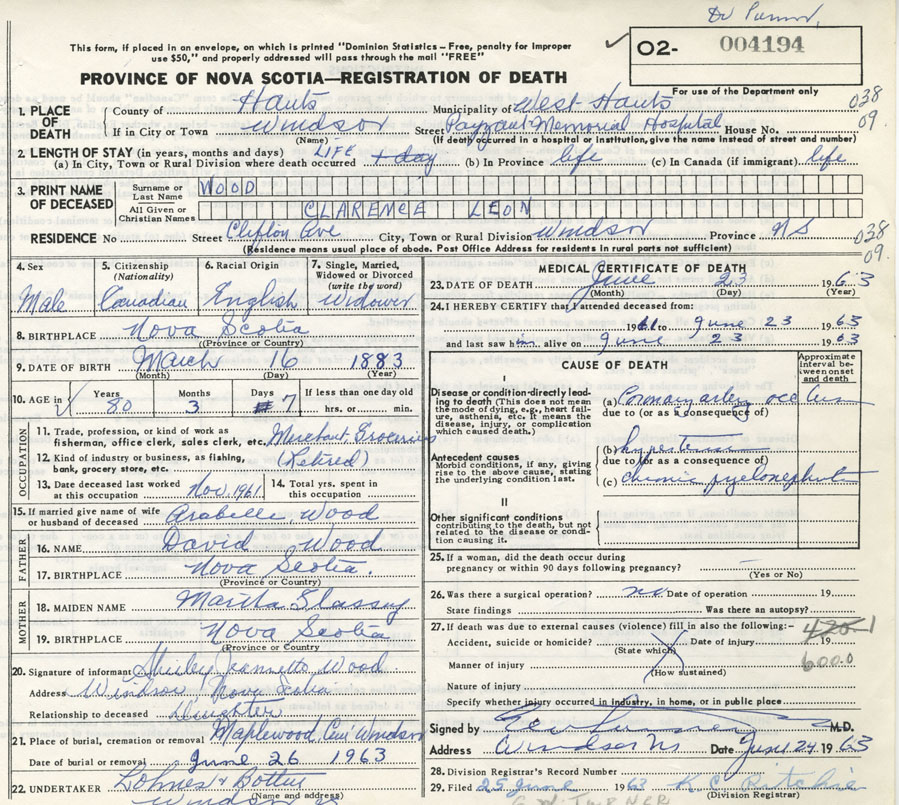 This form, if placed in an envelope, on which is printed "Dominion Statistics – Free, penalty for improper
use $50," and properly addressed will pass through the mail "FREE"
O2- 004194
PROVINCE OF NOVA SCOTIA—REGISTRATION OF DEATH
For use of the Department only
1. PLACE OF DEATH
County of Hants Municipality of West Hants 038
If in City or Town Windsor Street Payzant Memorial Hospital House No. 09.
(Name) (If death occurred in a hospital or institution, give the name instead of street and number)
2. LENGTH OF STAY (in years, months and days) LIFE
(a) In City, Town or Rural Division where death occurred 1 day (b) In Province life (c) In Canada (if immigrant) life
3. PRINT NAME OF DECEASED
Surname or Last Name WOOD
All Given or Christian Names CLARENCE LEON
RESIDENCE No Street Clifton Ave City, Town or Rural Division Windsor Province NS 038
(Residence means usual place of abode. Post Office Address for residents in rural parts not sufficient) 09.
4. Sex
Male
5. Citizenship
(Nationality)
Canadian
6. Racial Origin
English
7. Single, Married,
Widowed or Divorced
(write the word)
Widower
8. BIRTHPLACE Nova Scotia
(Province or Country)
9. DATE OF BIRTH March 16 1883
(Month) (Day) (Year)
10. AGE in
Years Months Days If less than one day old
80 3 7 hrs. or min.
OCCUPATION
11. Trade, profession, or kind of work as
fisherman, office clerk, sales clerk, etc. Merchant, Groceries
12. Kind of industry or business, as fishing, (Retired)
bank, grocery store, etc.
13. Date deceased last worked
at this occupation Nov. 1961
14. Total yrs. spent in
this occupation
15. If married give name of wife
or husband of deceased Arabelle Wood
FATHER
16. NAME David Wood
17. BIRTHPLACE Nova Scotia.
(Province or Country)
MOTHER
18. MAIDEN NAME Martha
19. BIRTHPLACE Nova Scotia
(Province or Country)
20. Signature of informant Shirley Jeannette Wood
Address Windsor Nova Scotia
Relationship to deceased daughter
21. Place of burial, cremation or removal Maplewood Cem Windsor
Date of burial or removal June 26 1963
22. UNDERTAKER
(Name and address)
MEDICAL CERTIFICATE OF DEATH
23. DATE OF DEATH June 23 1963
(Month) (Day) (Year)
24. I HEREBY CERTIFY that I attended deceased from:
1961 to June 23 1963
and last saw him alive on June 23 1963
CAUSE OF DEATH
Approximate
interval be-
tween onset
and death
I
Disease or condition directly lead-
ing to death (This does not mean
the mode of dying, e.g., heart fail-
ure, asthenia, etc. It means the
disease, injury, or complication
which caused death.)
(a) Coronary artery occlusion
due to (or as a consequence of)
Antecedent causes
Morbid conditions, if any, giving
rise to the above cause, stating
the underlying condition last.
(b) hypertension
due to (or as a consequence of)
(c) chronic pyelonephritis
II
Other significant conditions
contributing to the death, but not
related to the disease or condi-
tion causing it.
25. If a woman, did the death occur during
pregnancy or within 90 days following pregnancy?
(Yes or No)
26. Was there a surgical operation? no Date of operation 19
State findings Was there an autopsy?
27. If death was due to external causes (violence) fill in also the following:– 420-1
Accident, suicide or homicide? Date of injury 19
(State which)
Manner of injury 600.0
(How sustained)
Nature of injury
Specify whether injury occurred in industry, in home, or in public place
Signed by M.D.
Address Windsor NS Date June 24 1963
28. Division Registrar's Record Number
29. Filed 25 June 1963 K C Ritchie
(Division Registrar)